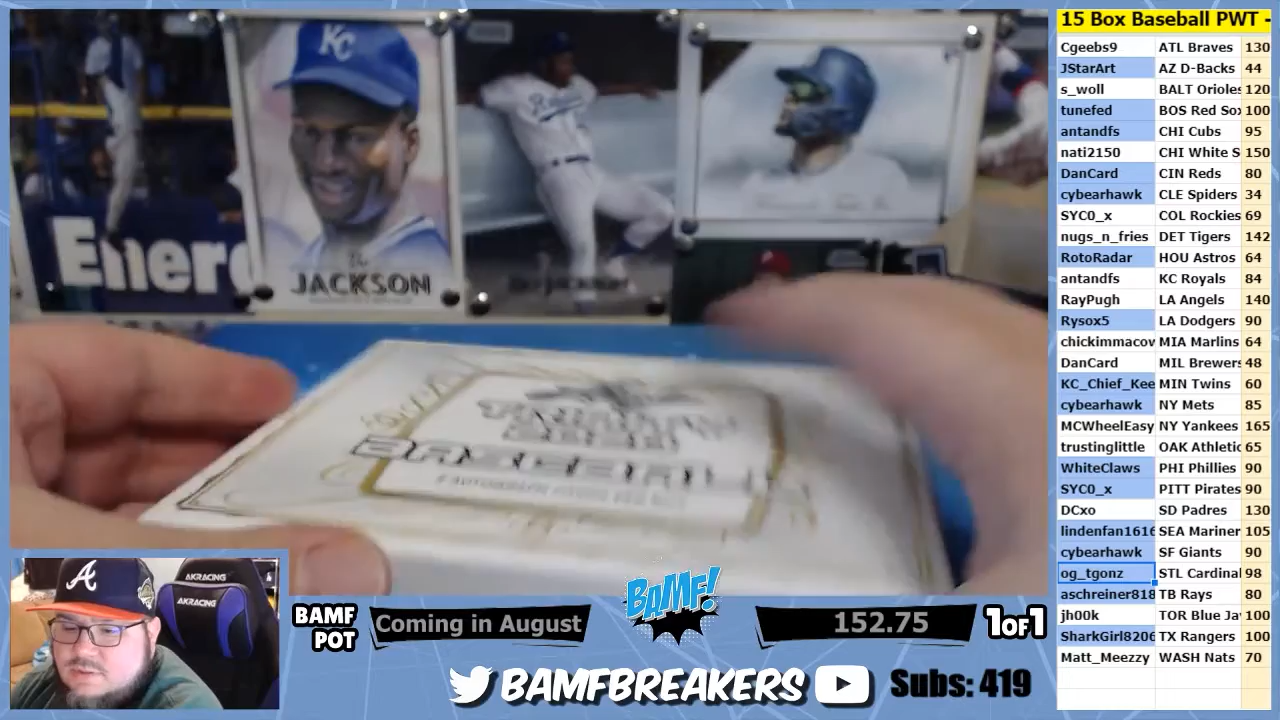 15 Box Baseball PWT -
Cgeebs9 ATL Braves 130
JStarArt AZ D-Backs 44
s_woll BALT Orioles 120
tunefed BOS Red Sox 100
antandfs CHI Cubs 95
nati2150 CHI White S 150
DanCard CIN Reds 80
cybearhawk CLE Spiders 34
SYC0_x COL Rockies 69
nugs_n_fries DET Tigers 142
RotoRadar HOU Astros 64
antandfs KC Royals 84
RayPugh LA Angels 140
Rysox5 LA Dodgers 90
chickimmacov MIA Marlins 64
DanCard MIL Brewers 48
KC_Chief_Kee MIN Twins 60
cybearhawk NY Mets 85
MCWheelEasy NY Yankees 165
trustinglittle OAK Athletic 65
WhiteClaws PHI Phillies 90
SYC0_x PITT Pirates 90
DCxo SD Padres 130
lindenfan1616 SEA Mariner 105
cybearhawk SF Giants 90
og_tgonz STL Cardinal 98
aschreiner818 TB Rays 80
jh00k TOR Blue Ja 100
SharkGirl8206 TX Rangers 100
Matt_Meezzy WASH Nats 70
KC
Energ
JACKSON
BASEBALL
A
AKRACING
AKRACING
BAMF
POT
Coming in August
BAMF!
152.75
1OF1
BAMFBREAKERS
Subs: 419